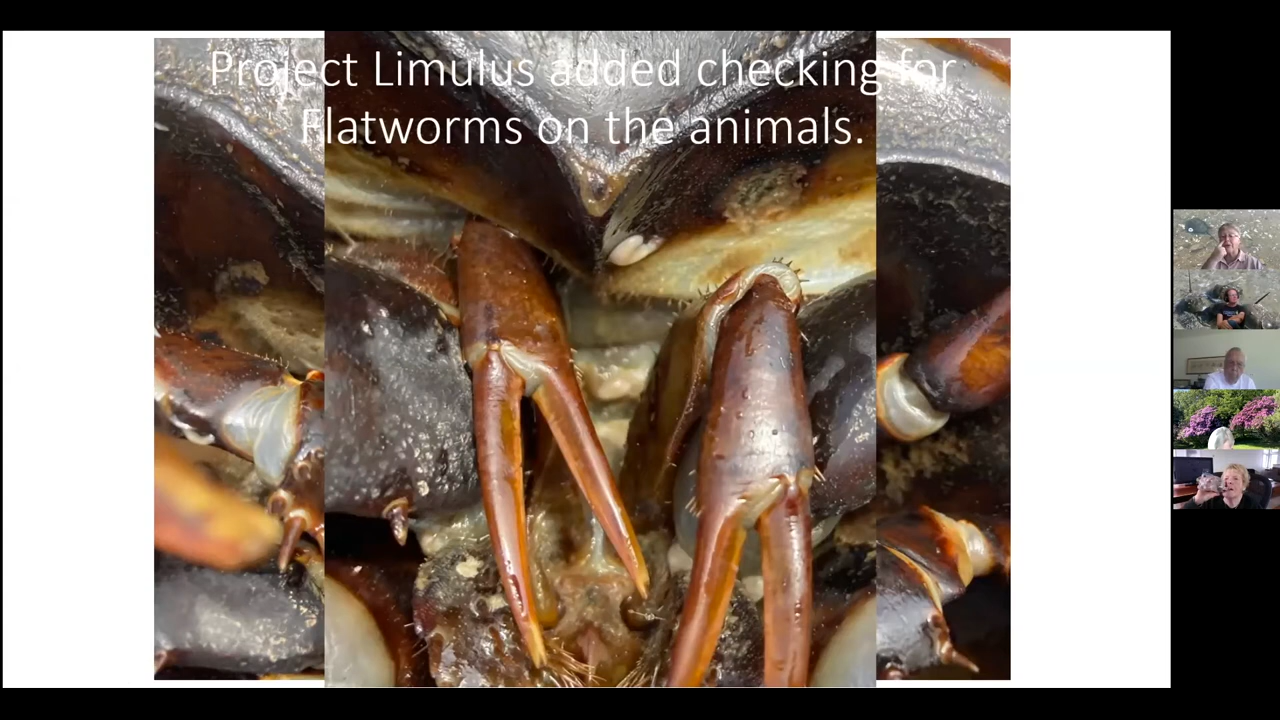 Project Limulus added checking for
Flatworms on the animals.